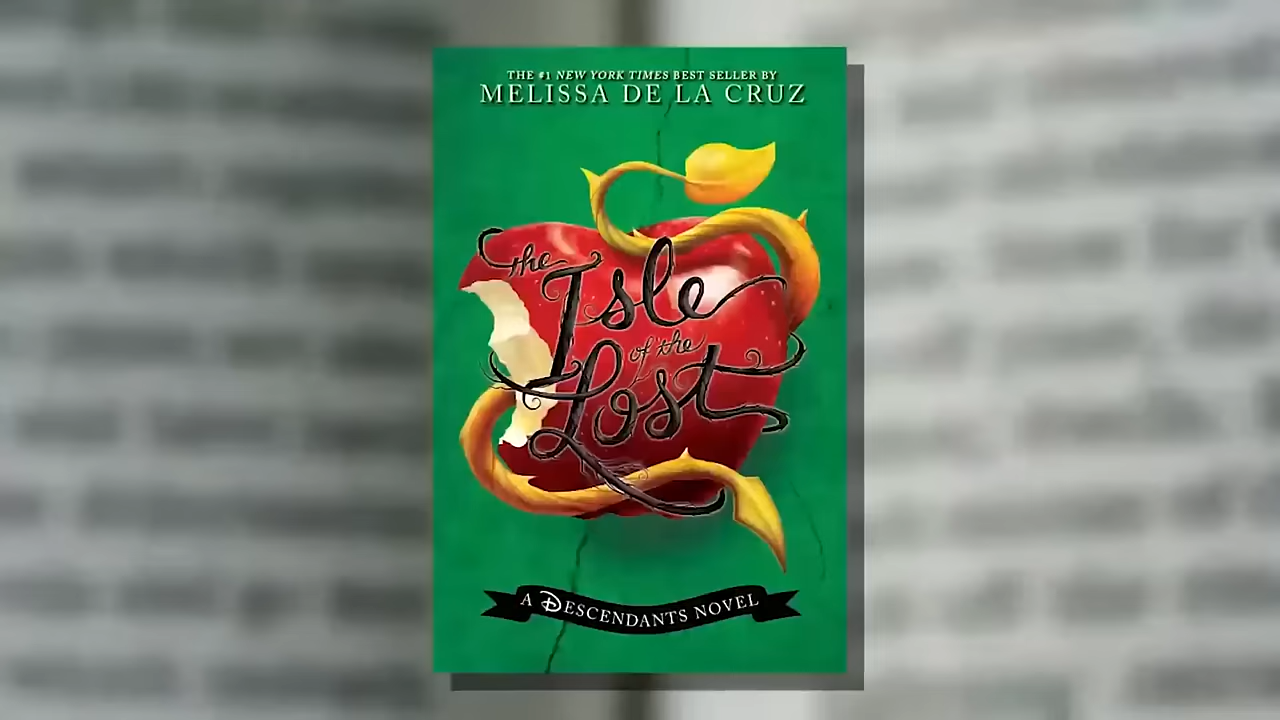 THE #1 NEW YORK TIMES BEST SELLER BY
MELISSA DE LA CRUZ
The
Isle
of the
Lost
A DESCENDANTS NOVEL